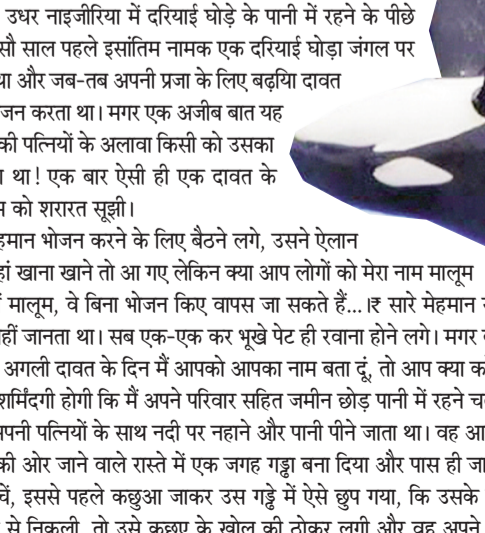 उधर नाइजीरिया में दरियाई घोड़े के पानी में रहने के पीछे
सौ साल पहले इसांतिम नामक एक दरियाई घोड़ा जंगल पर
था और जब-तब अपनी प्रजा के लिए बढ़यिा दावत
जन करता था। मगर एक अजीब बात यह
की पत्नियों के अलावा किसी को उसका
था! एक बार ऐसी ही एक दावत के
को शरारत सूझी।
हमान भोजन करने के लिए बैठने लगे, उसने ऐलान
हां खाना खाने तो आ गए लेकिन क्या आप लोगों को मेरा नाम मालूम
मालूम, वे बिना भोजन किए वापस जा सकते हैं...।₹ सारे मेहमान
हीं जानता था। सब एक-एक कर भूखे पेट ही रवाना होने लगे। मगर
अगली दावत के दिन मैं आपको आपका नाम बता दूं, तो आप क्या
शर्मिंदगी होगी कि मैं अपने परिवार सहित जमीन छोड़ पानी में रहने
पनी पत्नियों के साथ नदी पर नहाने और पानी पीने जाता था। वह
की ओर जाने वाले रास्ते में एक जगह गड्ढा बना दिया और पास ही
चें, इससे पहले कछुआ जाकर उस गड्ढे में ऐसे छुप गया, कि उसके
से निकली, तो उसे कछुए के खोल की ठोकर लगी और वह अपने